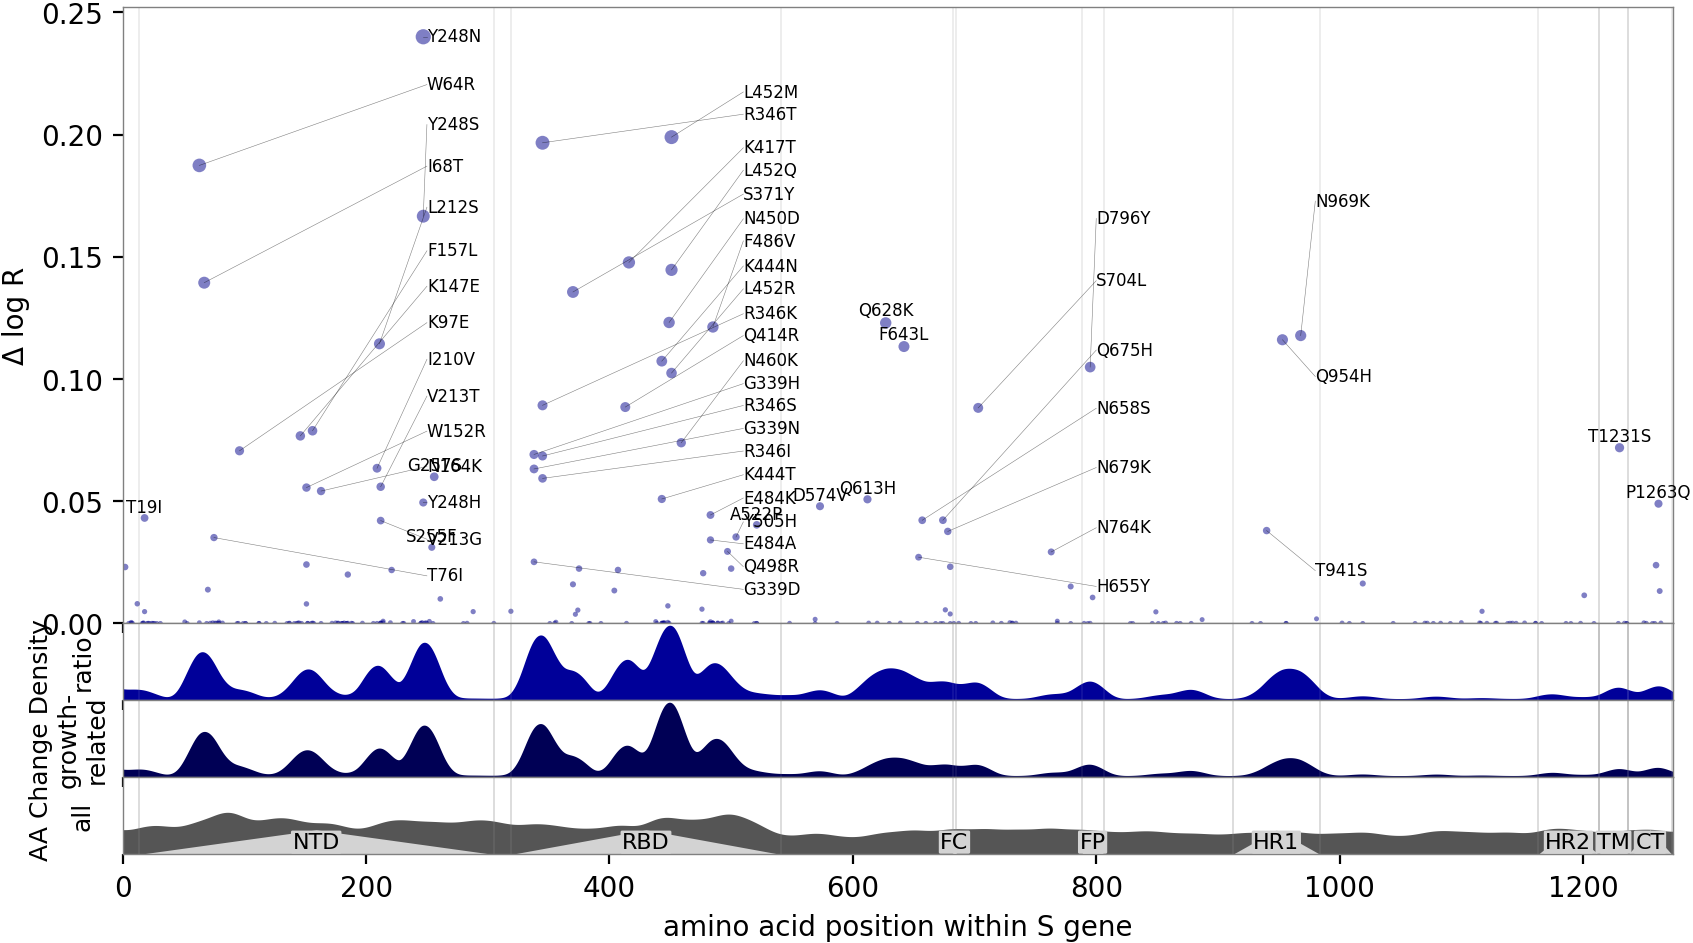 0.25
0.20
0.15
0.10
0.05
0.00
Δ log R
Y248N
W64R
Y248S
I68T
L212S
F157L
K147E
K97E
I210V
V213T
W152R
G257S
N164K
Y248H
S255F
V213G
T76I
T19I
L452M
R346T
K417T
L452Q
S371Y
N450D
F486V
K444N
L452R
R346K
Q414R
N460K
G339H
R346S
G339N
R346I
K444T
E484K
A522P
Y505H
E484A
Q498R
G339D
D574V
Q613H
Q628K
F643L
D796Y
S704L
Q675H
N658S
N679K
N764K
H655Y
N969K
Q954H
T941S
T1231S
P1263Q
AA Change Density
ratio
growth-
related
all
NTD
RBD
FC
FP
HR1
HR2
TM
CT
0
200
400
600
800
1000
1200
amino acid position within S gene